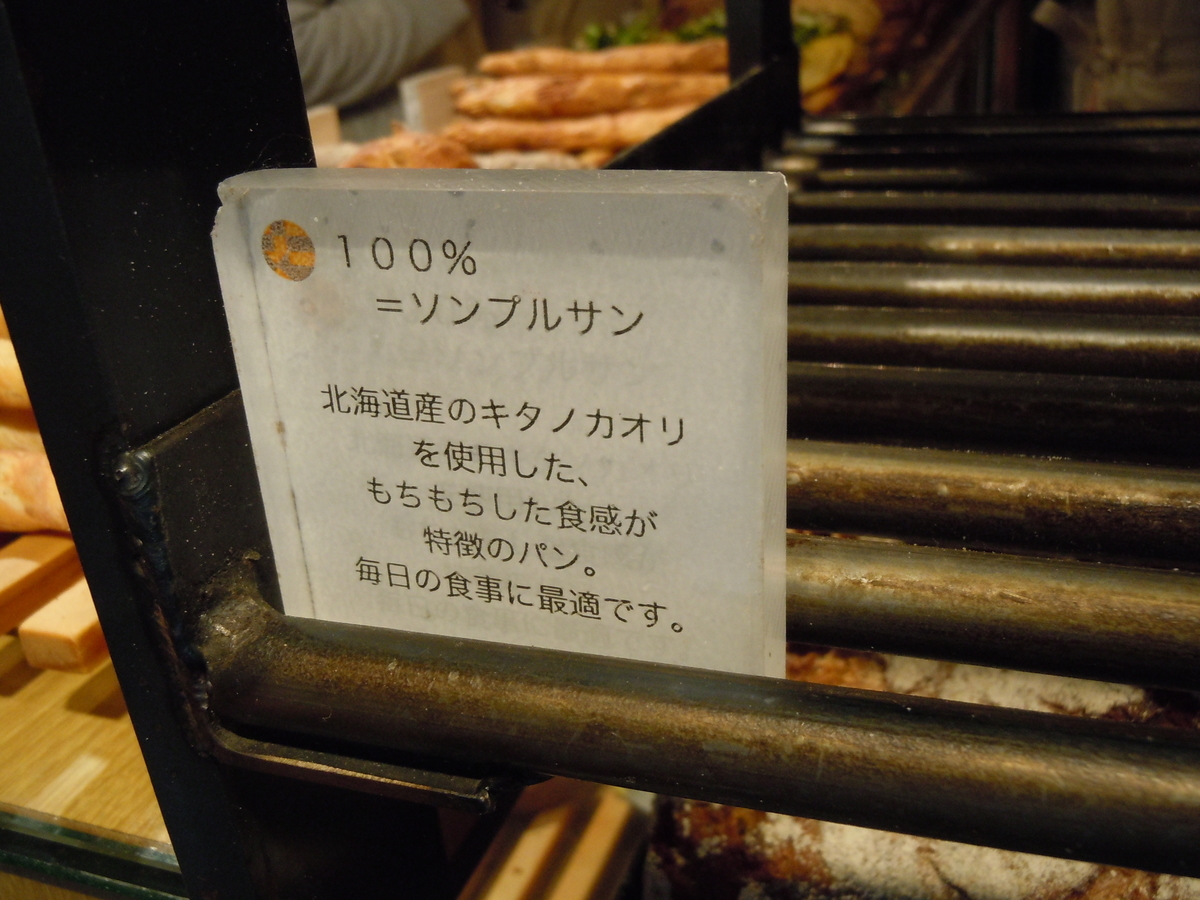 １００％
＝ソンプルサン
北海道産のキタノカオリ
を使用した、
もちもちした食感が
特徴のパン。
毎日の食事に最適です。